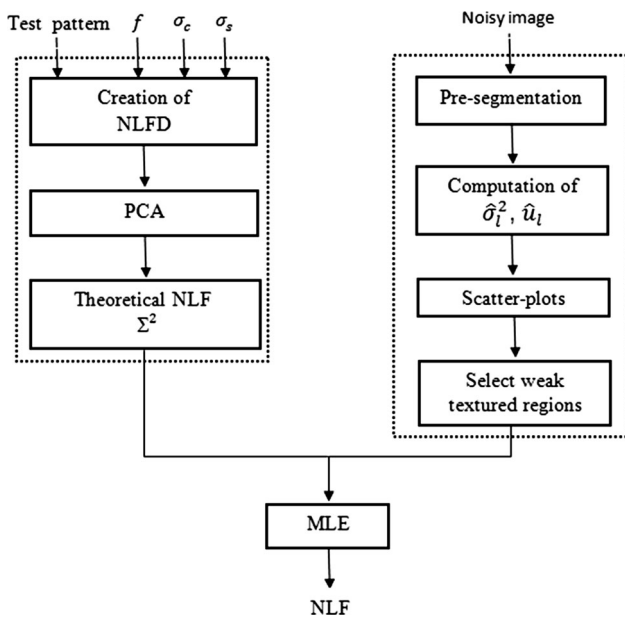 Test pattern f σc σs
Creation of
NLFD
PCA
Theoretical NLF
Σ²
Noisy image
Pre-segmentation
Computation of
σ̂l², ûl
Scatter-plots
Select weak
textured regions
MLE
NLF